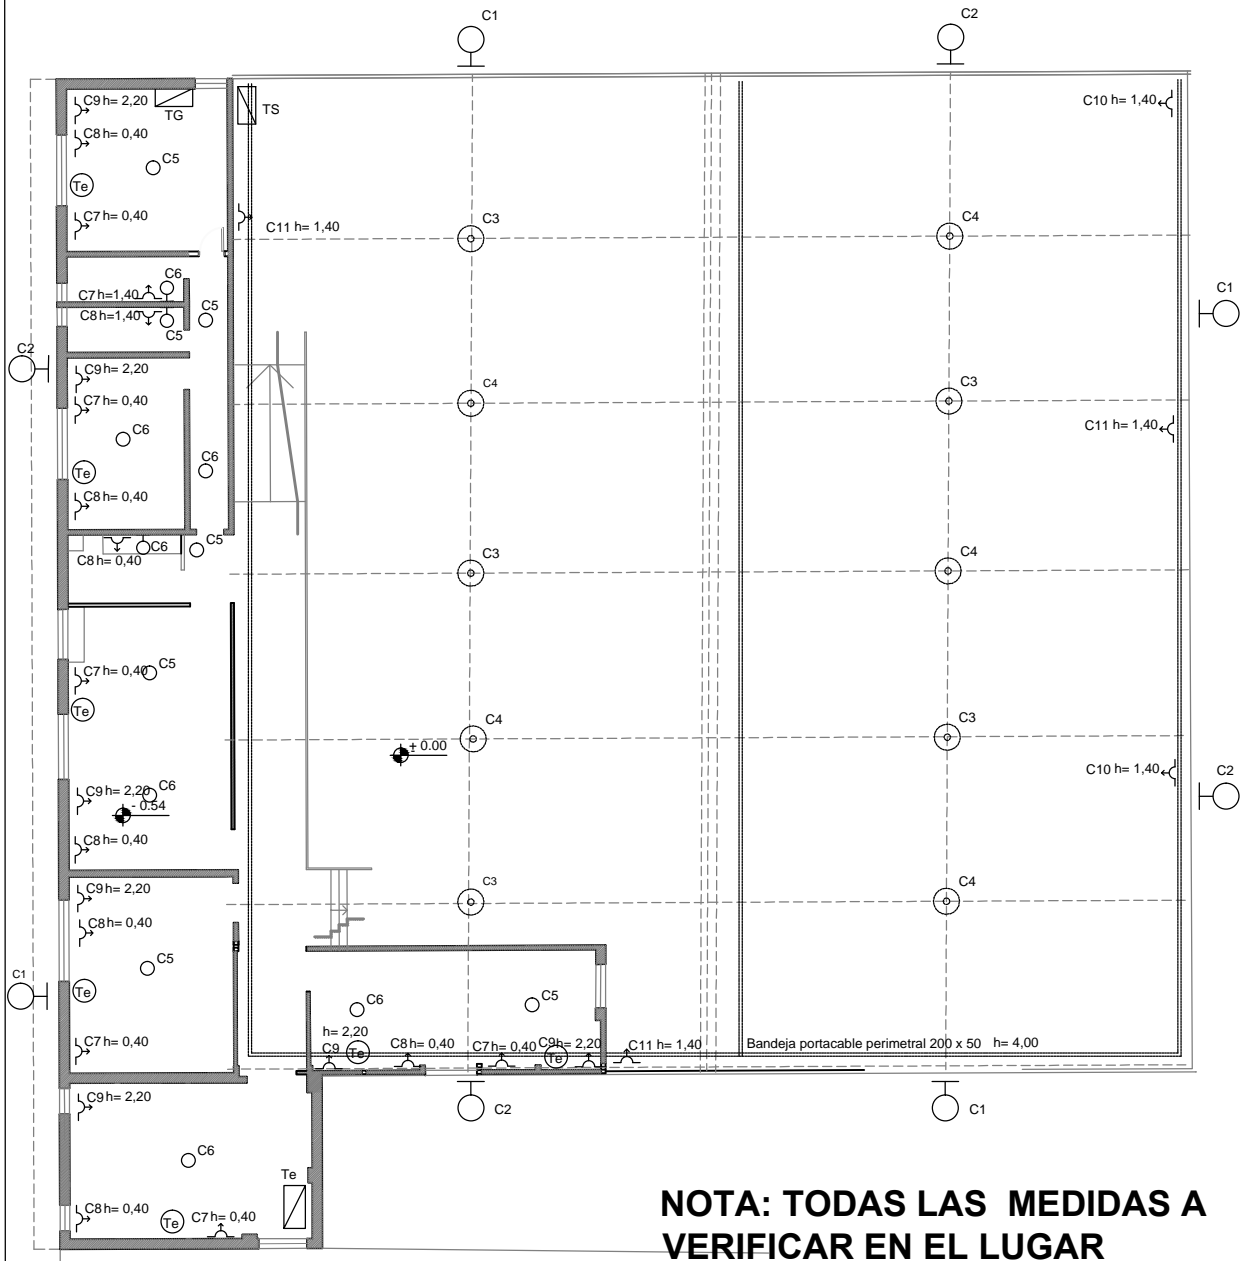 C1
C2
C9 h= 2,20
TG
TS
C10 h= 1,40
C8 h= 0,40
C5
Te
C7 h= 0,40
C11 h= 1,40
C3
C4
C6
C7 h=1,40
C5
C1
C8 h=1,40
C5
C2
C9 h= 2,20
C7 h= 0,40
C4
C3
C11 h= 1,40
C6
Te
C6
C8 h= 0,40
C6
C5
C8 h= 0,40
C3
C4
C7 h= 0,40
C5
Te
C4
C3
± 0.00
C10 h= 1,40
C2
C9 h= 2,20
C6
- 0.54
C8 h= 0,40
C9 h= 2,20
C3
C4
C8 h= 0,40
C5
C1
Te
C6
C5
h= 2,20
C7 h= 0,40
C9
Te
C8 h= 0,40
C7 h= 0,40
C9 h= 2,20
Te
C11 h= 1,40
Bandeja portacable perimetral 200 x 50 h= 4,00
C9 h= 2,20
C2
C1
C6
Te
C8 h= 0,40
Te
C7 h= 0,40
NOTA: TODAS LAS MEDIDAS A
VERIFICAR EN EL LUGAR